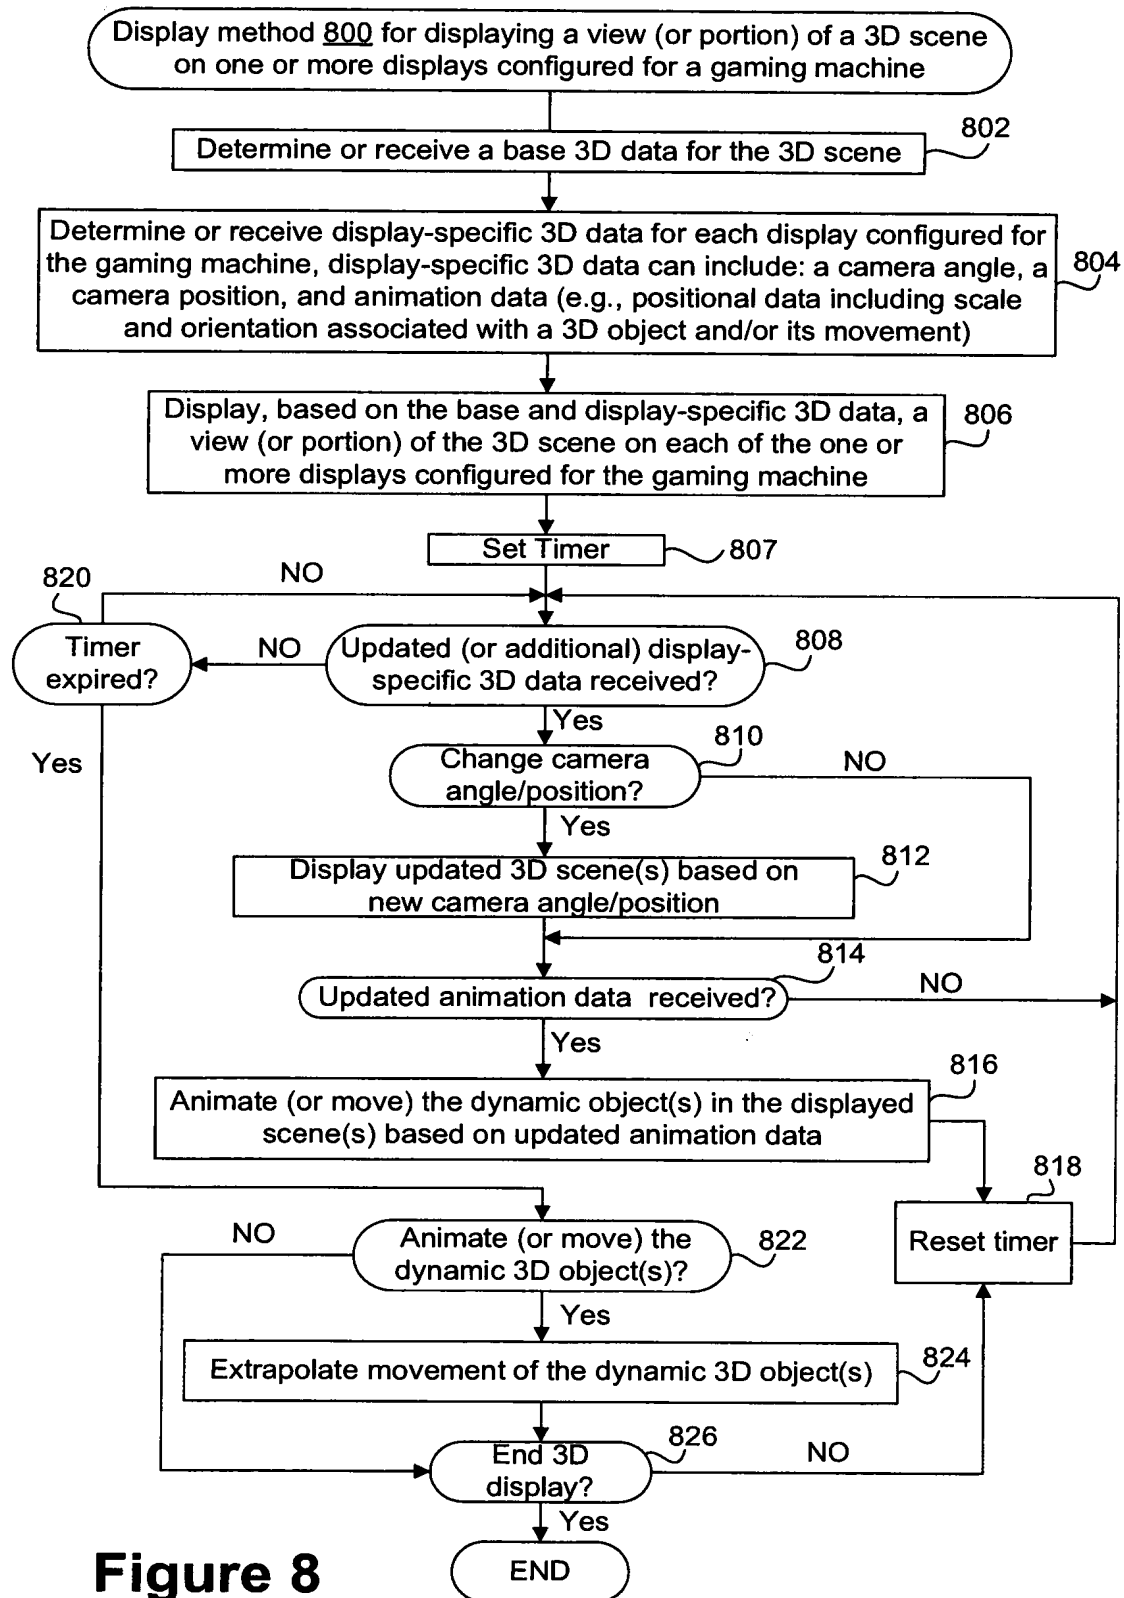 Display method 800 for displaying a view (or portion) of a 3D scene
on one or more displays configured for a gaming machine
802
Determine or receive a base 3D data for the 3D scene
Determine or receive display-specific 3D data for each display configured for
the gaming machine, display-specific 3D data can include: a camera angle, a
camera position, and animation data (e.g., positional data including scale
and orientation associated with a 3D object and/or its movement)
804
Display, based on the base and display-specific 3D data, a
view (or portion) of the 3D scene on each of the one or
more displays configured for the gaming machine
806
Set Timer
807
820
NO
Timer
expired?
NO
Updated (or additional) display-
specific 3D data received?
808
Yes
Yes
Change camera
angle/position?
810
NO
Yes
Display updated 3D scene(s) based on
new camera angle/position
812
814
Updated animation data received?
NO
Yes
816
Animate (or move) the dynamic object(s) in the displayed
scene(s) based on updated animation data
818
Reset timer
NO
Animate (or move) the
dynamic 3D object(s)?
822
Yes
Extrapolate movement of the dynamic 3D object(s)
824
826
End 3D
display?
NO
Yes
END
Figure 8